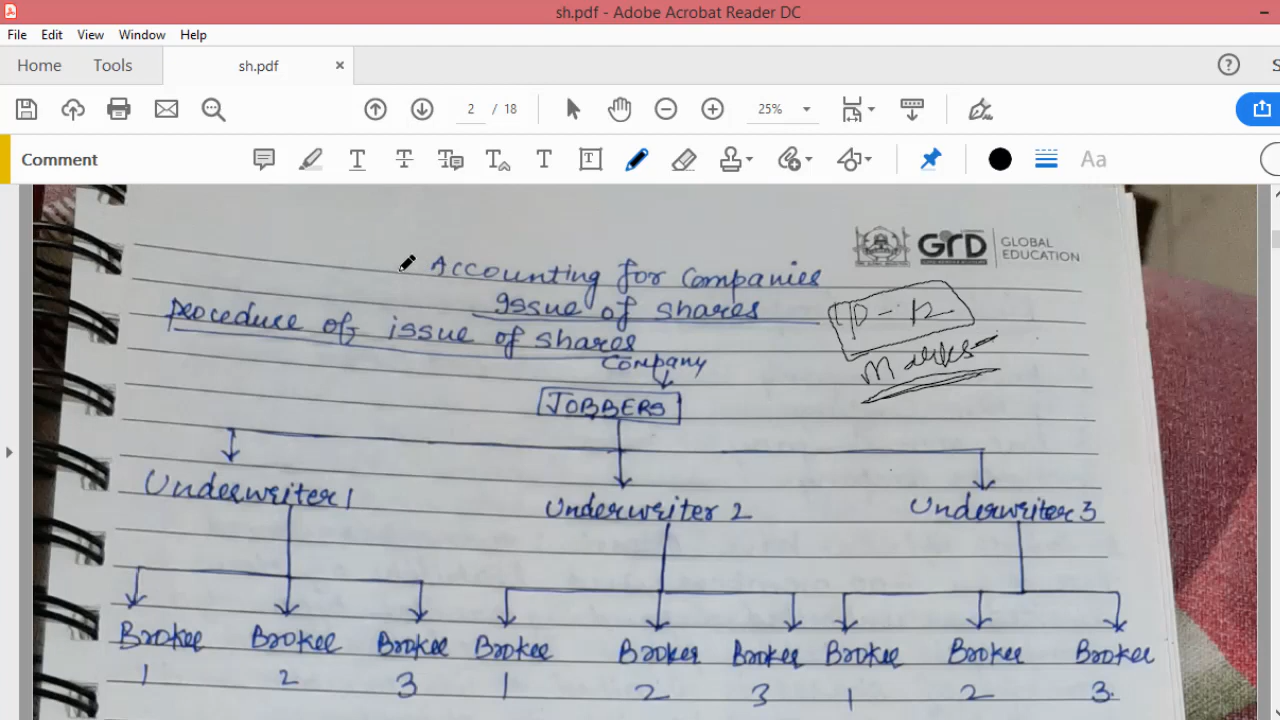 sh.pdf - Adobe Acrobat Reader DC
File Edit View Window Help
Home Tools sh.pdf ×
2 / 18 25%
Comment
Aa
GRD GLOBAL EDUCATION
Accounting for Companies
Issue of shares
procedure of issue of shares
Company
JOBBERS
Marks
Underwriter 1 Underwriter 2 Underwriter 3
Broker Broker Broker Broker Broker Broker Broker Broker Broker
1 2 3 1 2 3 1 2 3